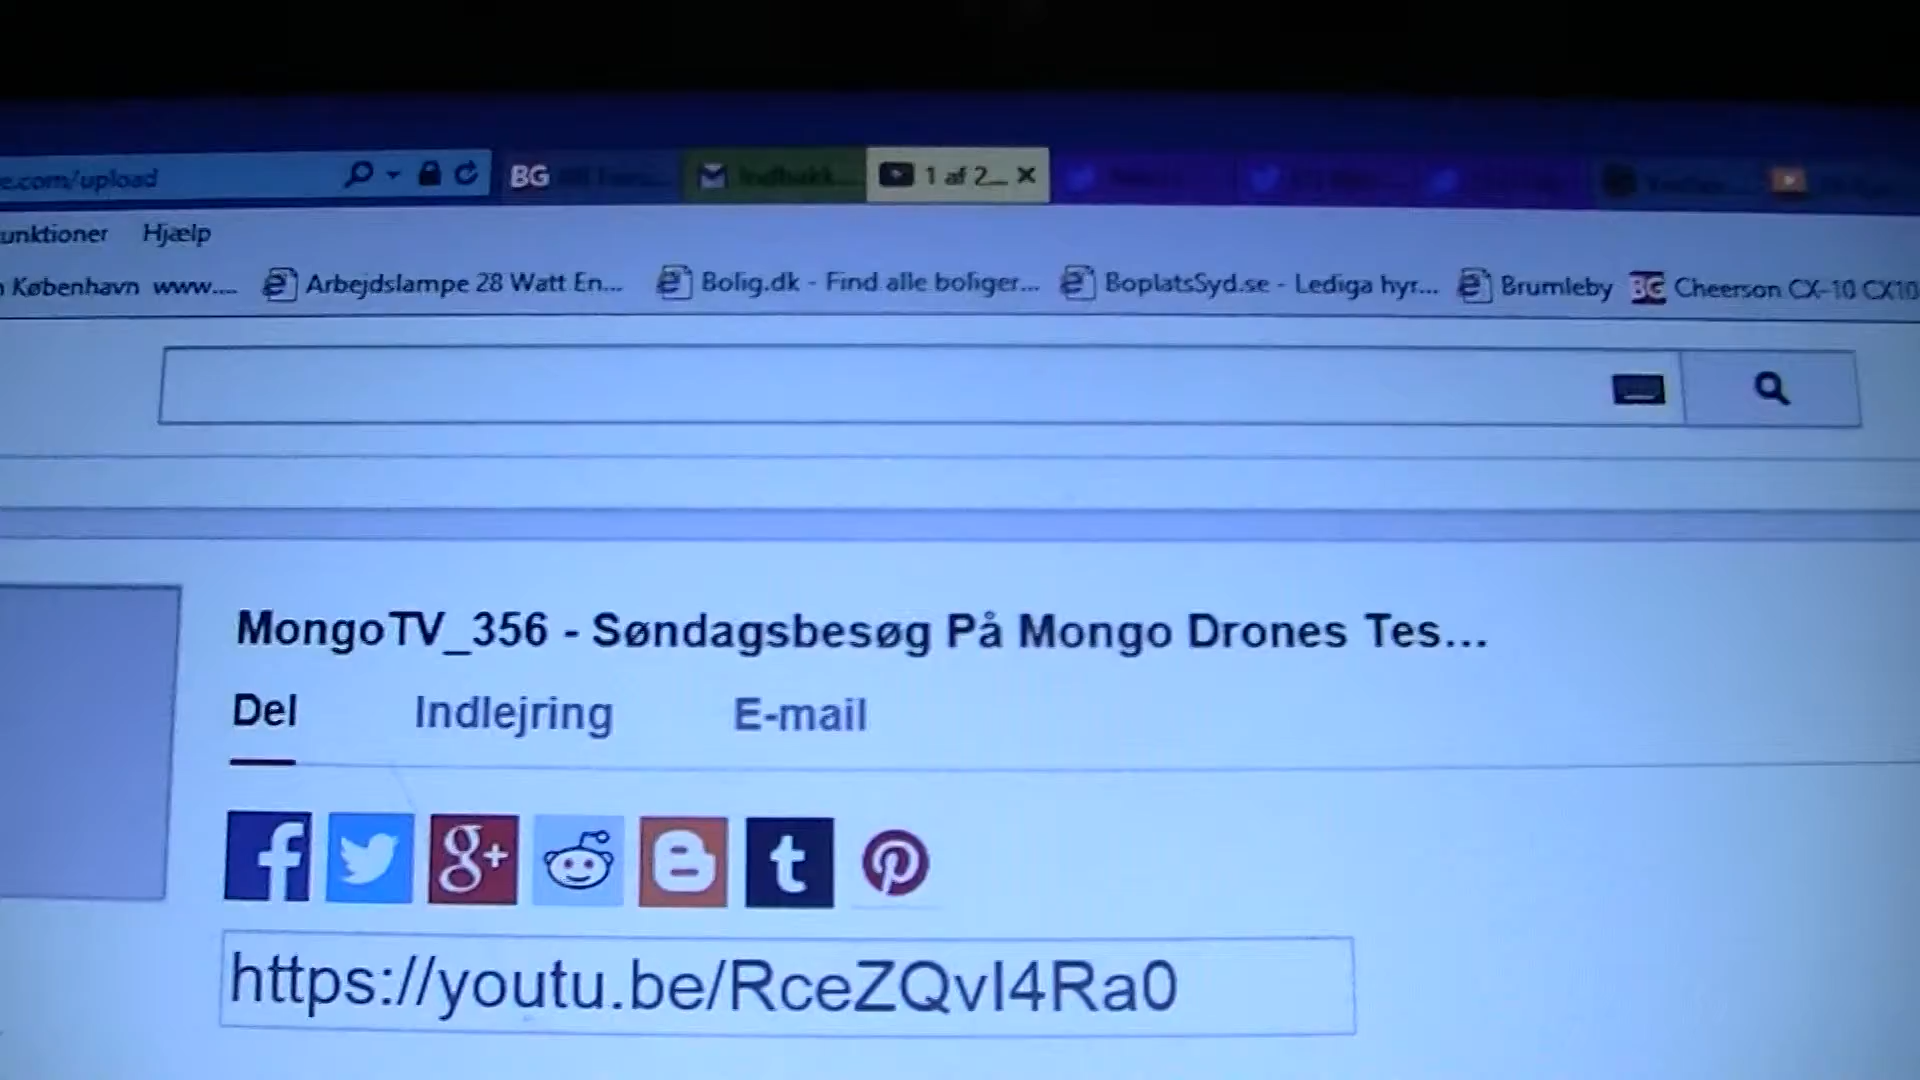 e.com/upload BG 1 af 2...
unktioner Hjælp
København www.... Arbejdslampe 28 Watt En... Bolig.dk - Find alle boliger... BoplatsSyd.se - Lediga hyr... Brumleby BG Cheerson CX-10 CX10
MongoTV_356 - Søndagsbesøg På Mongo Drones Tes...
Del Indlejring E-mail
https://youtu.be/RceZQvI4Ra0